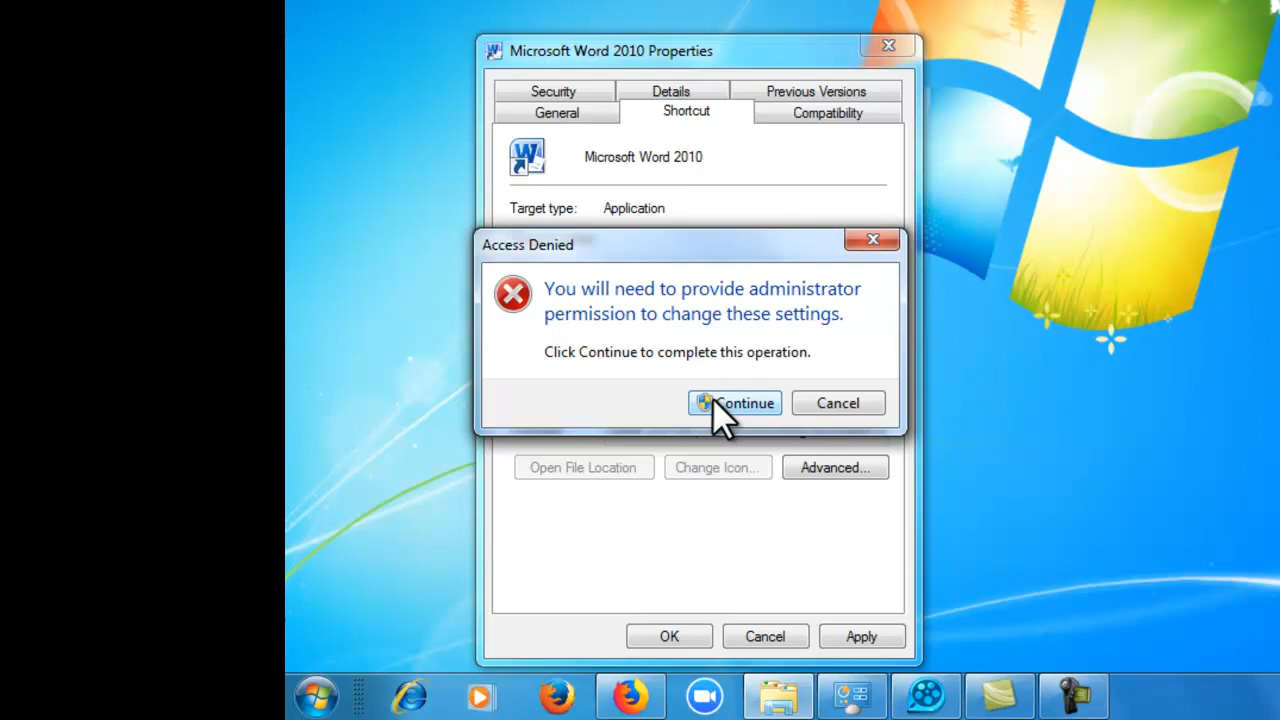 Microsoft Word 2010 Properties
Security
Details
Previous Versions
General
Shortcut
Compatibility
Microsoft Word 2010
Target type:
Application
Access Denied
You will need to provide administrator
permission to change these settings.
Click Continue to complete this operation.
Continue
Cancel
Open File Location
Change Icon...
Advanced...
OK
Cancel
Apply